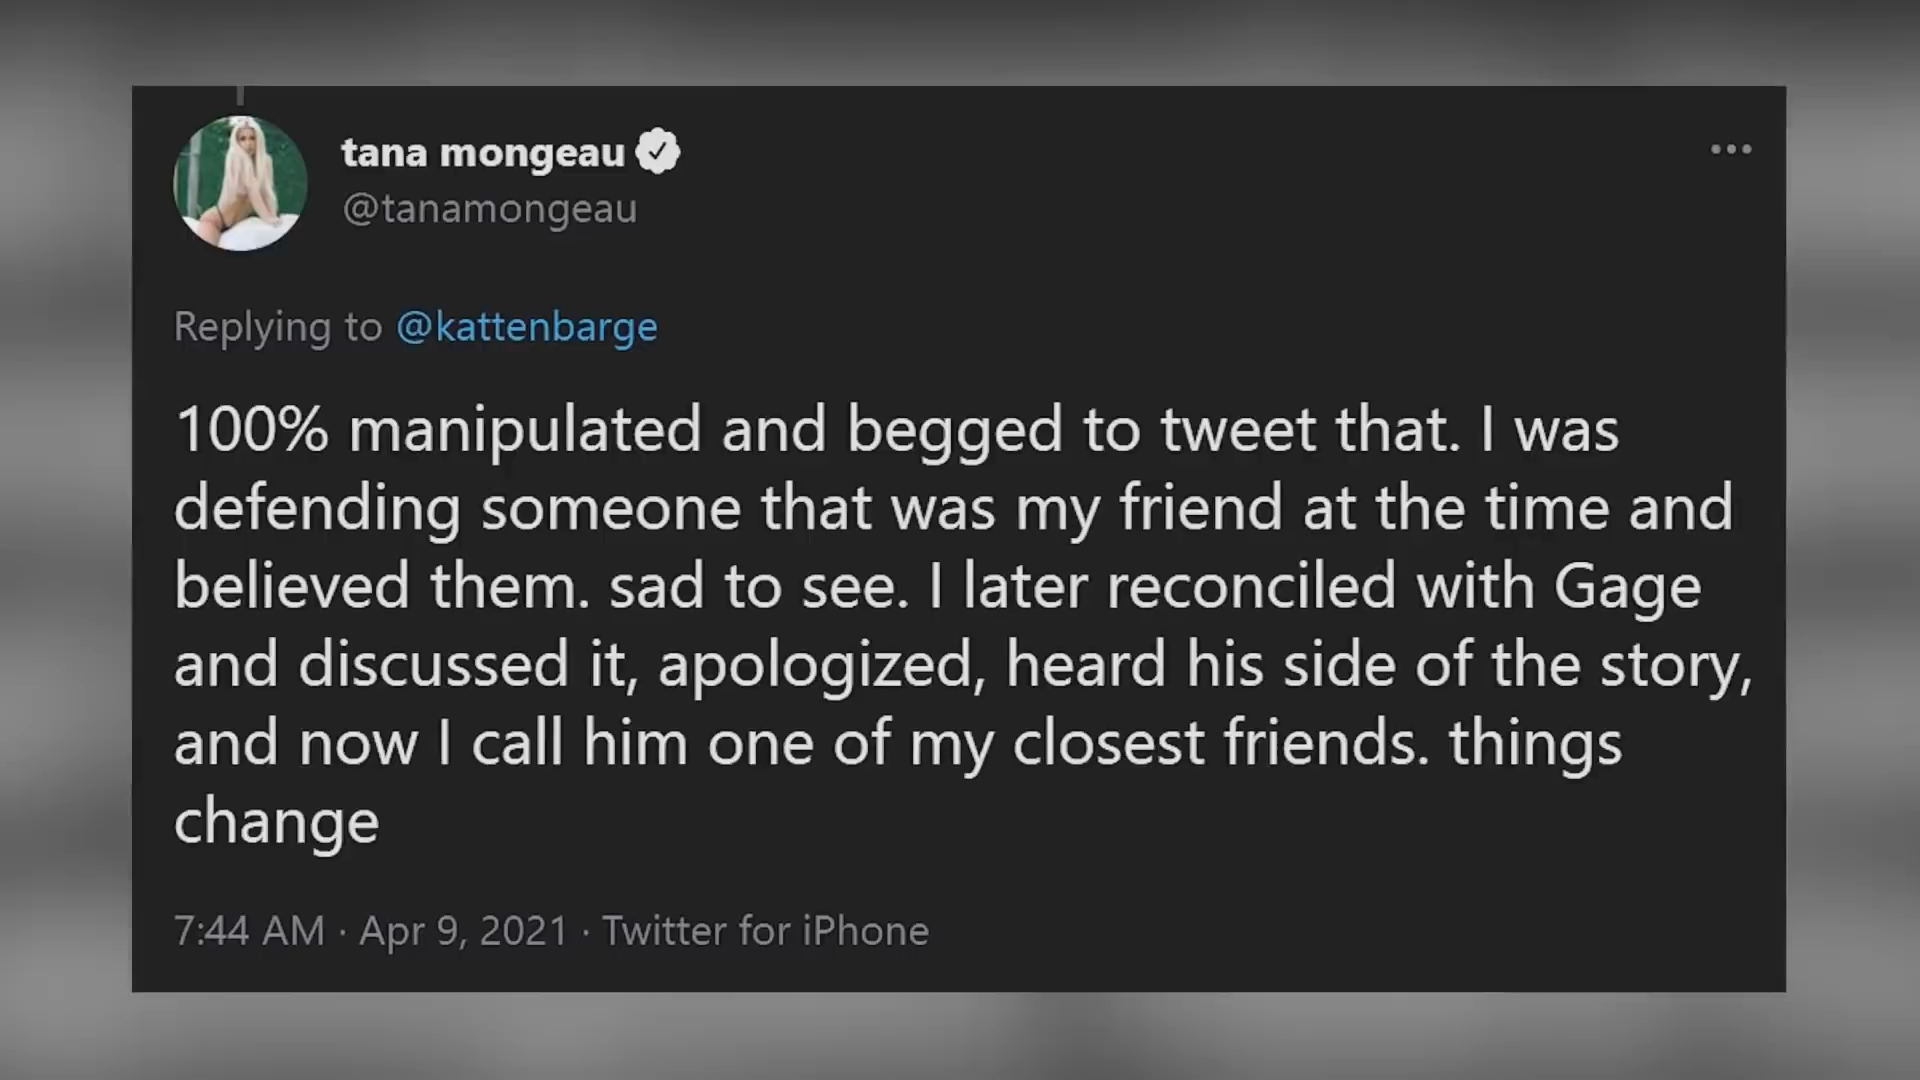 tana mongeau
@tanamongeau
Replying to @kattenbarge
100% manipulated and begged to tweet that. I was
defending someone that was my friend at the time and
believed them. sad to see. I later reconciled with Gage
and discussed it, apologized, heard his side of the story,
and now I call him one of my closest friends. things
change
7:44 AM · Apr 9, 2021 · Twitter for iPhone